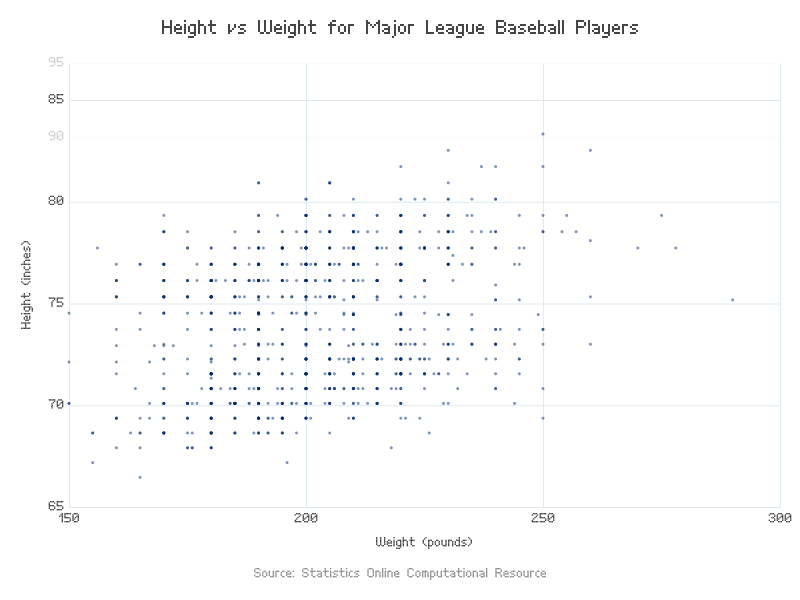 Height vs Weight for Major League Baseball Players
95
85
90
80
75
70
65
150
200
250
300
Height (inches)
Weight (pounds)
Source: Statistics Online Computational Resource